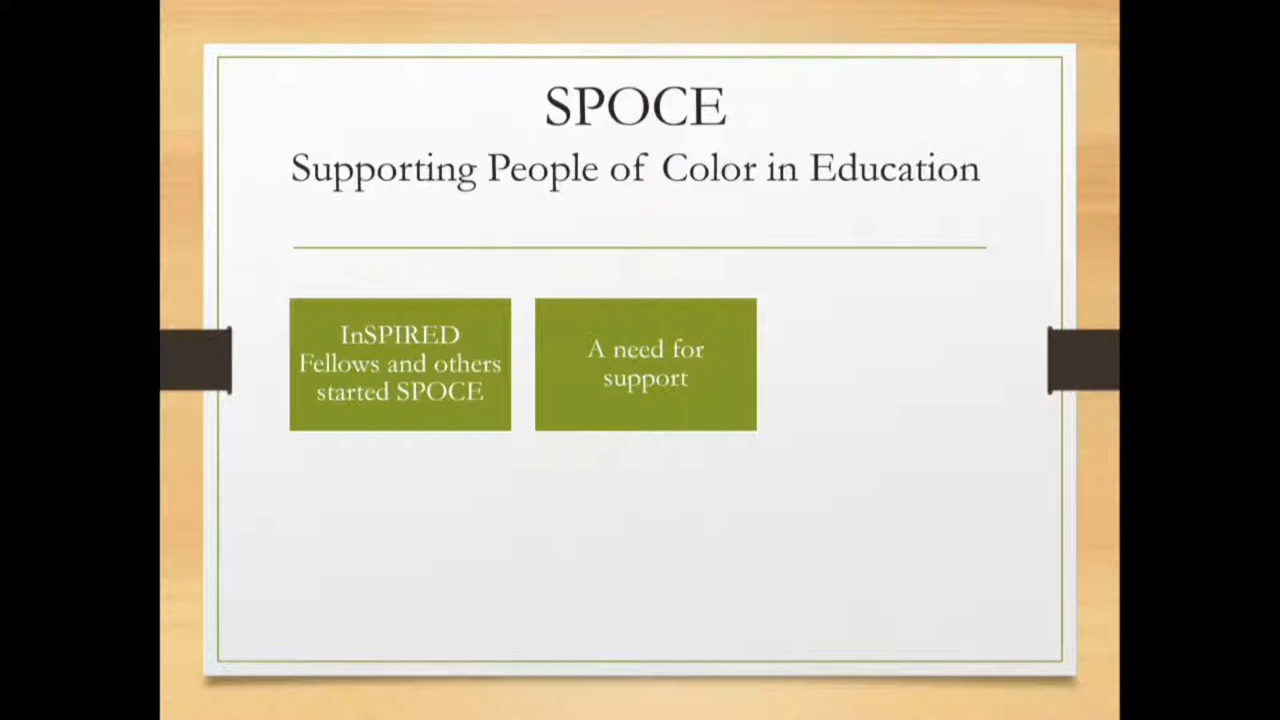 SPOCE
Supporting People of Color in Education
InSPIRED
Fellows and others
started SPOCE
A need for
support